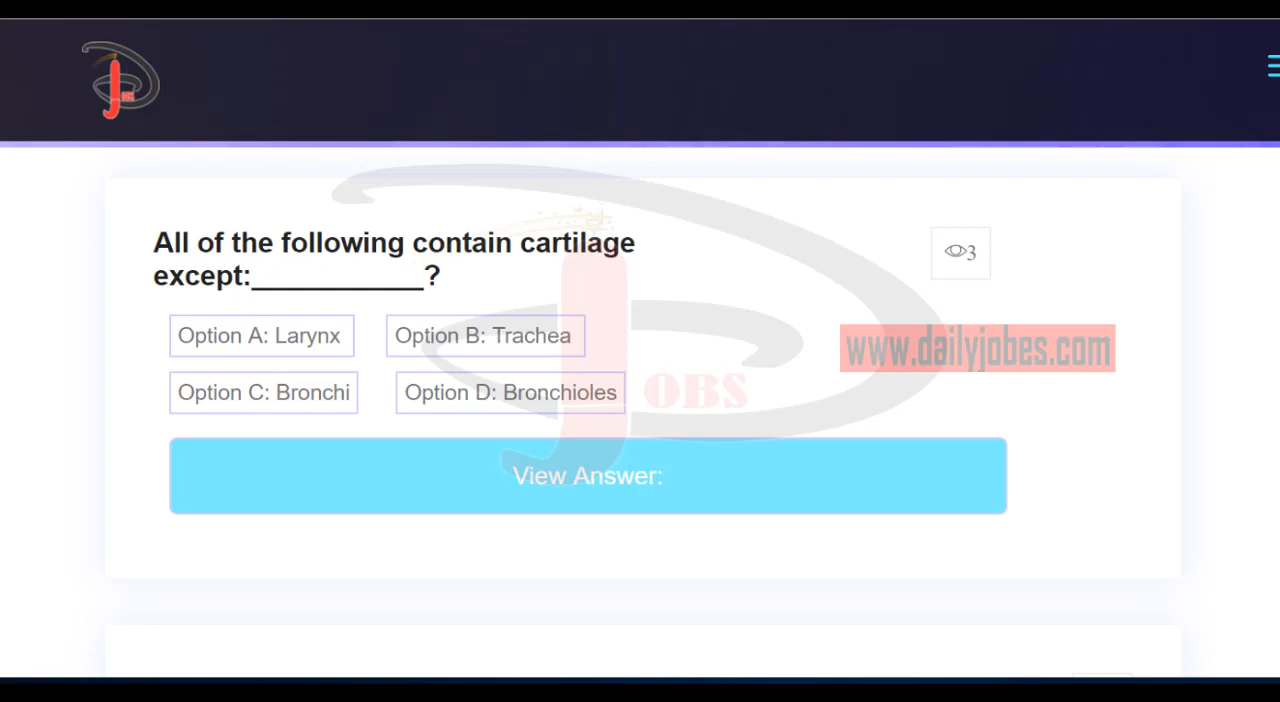 All of the following contain cartilage
except:___________?
3
Option A: Larynx
Option B: Trachea
www.dailyjobes.com
Option C: Bronchi
Option D: Bronchioles
OBS
View Answer: